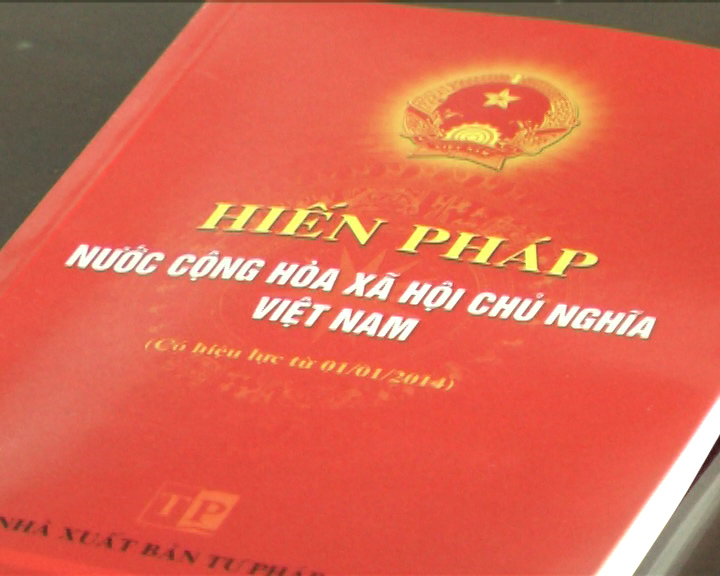 HIẾN PHÁP
NƯỚC CỘNG HÒA XÃ HỘI CHỦ NGHĨA
VIỆT NAM
(Có hiệu lực từ 01/01/2014)
TP
NHÀ XUẤT BẢN TƯ PHÁP